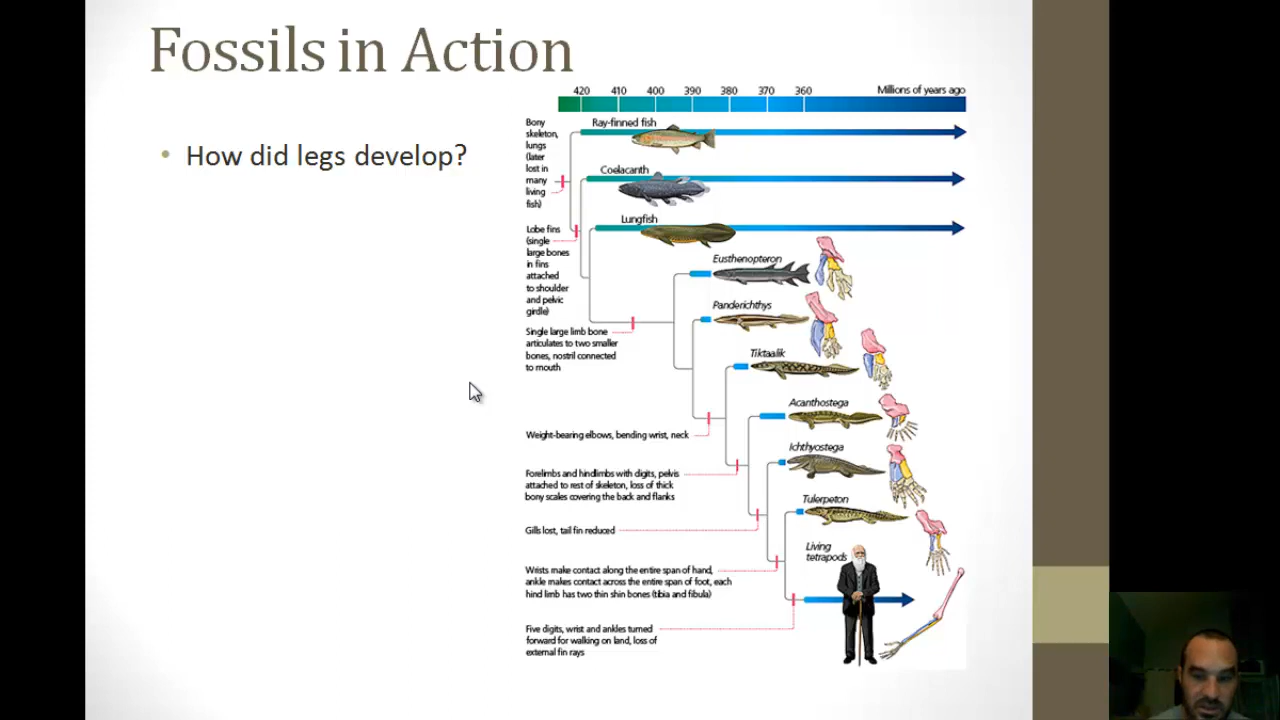 Fossils in Action
• How did legs develop?
420 410 400 390 380 370 360 Millions of years ago
Bony
skeleton,
lungs
(later
lost in
many
living
fish)
Ray-finned fish
Coelacanth
Lungfish
Lobe fins
(single
large bones
in fins
attached
to shoulder
and pelvic
girdle)
Eusthenopteron
Panderichthys
Single large limb bone
articulates to two smaller
bones, nostril connected
to mouth
Tiktaalik
Acanthostega
Weight-bearing elbows, bending wrist, neck
Ichthyostega
Forelimbs and hindlimbs with digits, pelvis
attached to rest of skeleton, loss of thick
bony scales covering the back and flanks
Tulerpeton
Gills lost, tail fin reduced
Living
tetrapods
Wrists make contact along the entire span of hand,
ankle makes contact across the entire span of foot, each
hind limb has two thin shin bones (tibia and fibula)
Five digits, wrist and ankles turned
forward for walking on land, loss of
external fin rays